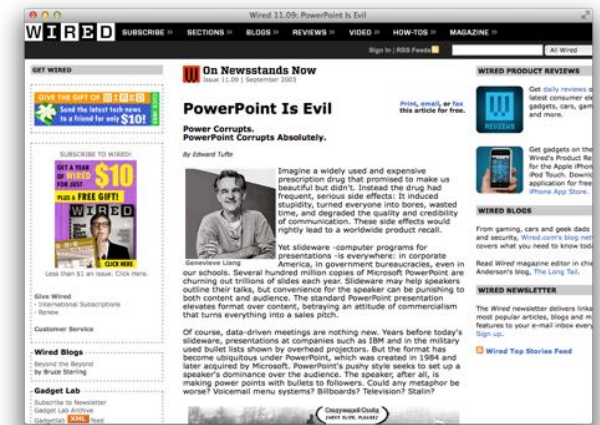 Wired 11.09: PowerPoint Is Evil
WIRED
SUBSCRIBE »
SECTIONS »
BLOGS »
REVIEWS »
VIDEO »
HOW-TOS »
MAGAZINE »
Sign In | RSS Feeds
All Wired
GET WIRED
GIVE THE GIFT OF WIRED
Send the latest tech news
to a friend for only $10!
CLICK HERE
SUBSCRIBE TO WIRED!
GET A YEAR
OF WIRED
FOR JUST
$10
PLUS A FREE GIFT!
WIRED
CLICK HERE
Less than $1 an issue. Click Here.
Give Wired
- International Subscriptions
- Renew
Customer Service
Wired Blogs
Beyond the Beyond
by Bruce Sterling
Gadget Lab
Subscribe to Newsletter
Gadget Lab Archive
Gadgetlab XML feed
On Newsstands Now
Issue 11.09 | September 2003
PowerPoint Is Evil
Print, email, or fax
this article for free.
Power Corrupts.
PowerPoint Corrupts Absolutely.
By Edward Tufte
Genevieve Liang
Imagine a widely used and expensive
prescription drug that promised to make us
beautiful but didn't. Instead the drug had
frequent, serious side effects: It induced
stupidity, turned everyone into bores, wasted
time, and degraded the quality and credibility
of communication. These side effects would
rightly lead to a worldwide product recall.
Yet slideware -computer programs for
presentations -is everywhere: in corporate
America, in government bureaucracies, even in
our schools. Several hundred million copies of Microsoft PowerPoint are
churning out trillions of slides each year. Slideware may help speakers
outline their talks, but convenience for the speaker can be punishing to
both content and audience. The standard PowerPoint presentation
elevates format over content, betraying an attitude of commercialism
that turns everything into a sales pitch.
Of course, data-driven meetings are nothing new. Years before today's
slideware, presentations at companies such as IBM and in the military
used bullet lists shown by overhead projectors. But the format has
become ubiquitous under PowerPoint, which was created in 1984 and
later acquired by Microsoft. PowerPoint's pushy style seeks to set up a
speaker's dominance over the audience. The speaker, after all, is
making power points with bullets to followers. Could any metaphor be
worse? Voicemail menu systems? Billboards? Television? Stalin?
Следующий Слайд
NEXT SLIDE, PLEASE
WIRED PRODUCT REVIEWS
REVIEWS
Get daily reviews o
latest consumer ele
gadgets, cars, gam
and more.
Get gadgets on the
Wired's Product Re
for the Apple iPhon
iPod Touch. Downlo
application for free
iPhone App Store.
WIRED BLOGS
From gaming, cars and geek dads
and security, Wired.com's blog net
covers what you need to know tod
Read Wired magazine editor in chie
Anderson's blog, The Long Tail.
WIRED NEWSLETTER
The Wired newsletter delivers links
most popular articles, blogs and m
features to your e-mail inbox every
Sign up.
Wired Top Stories Feed